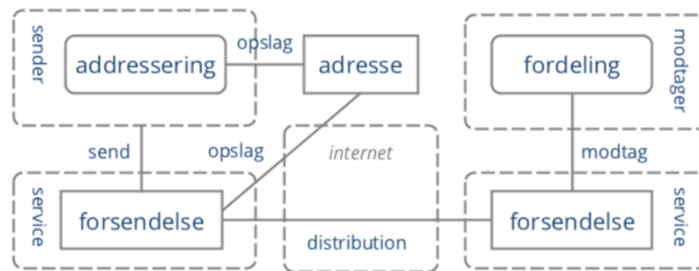 sender
addressering
opslag
adresse
fordeling
modtager
send
opslag
internet
modtag
service
forsendelse
distribution
forsendelse
service